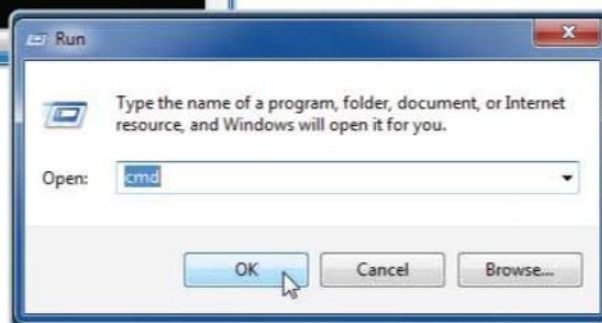 Run
Type the name of a program, folder, document, or Internet
resource, and Windows will open it for you.
Open: cmd
OK Cancel Browse...